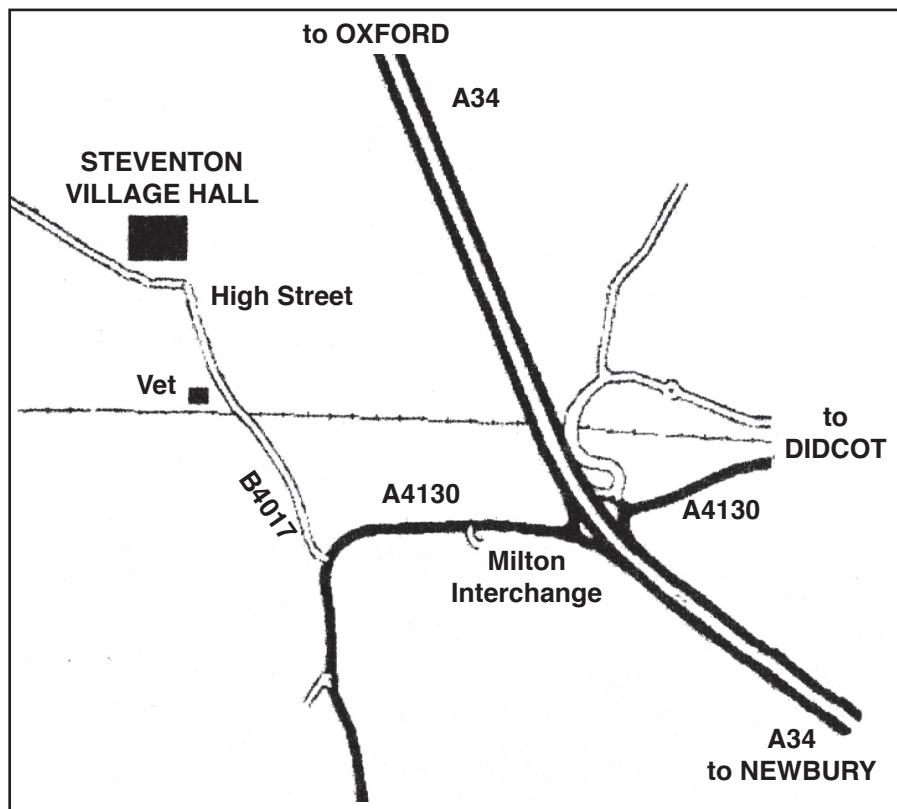 to OXFORD
A34
STEVENTON
VILLAGE HALL
High Street
Vet
to
DIDCOT
B4017
A4130
A4130
Milton
Interchange
A34
to NEWBURY